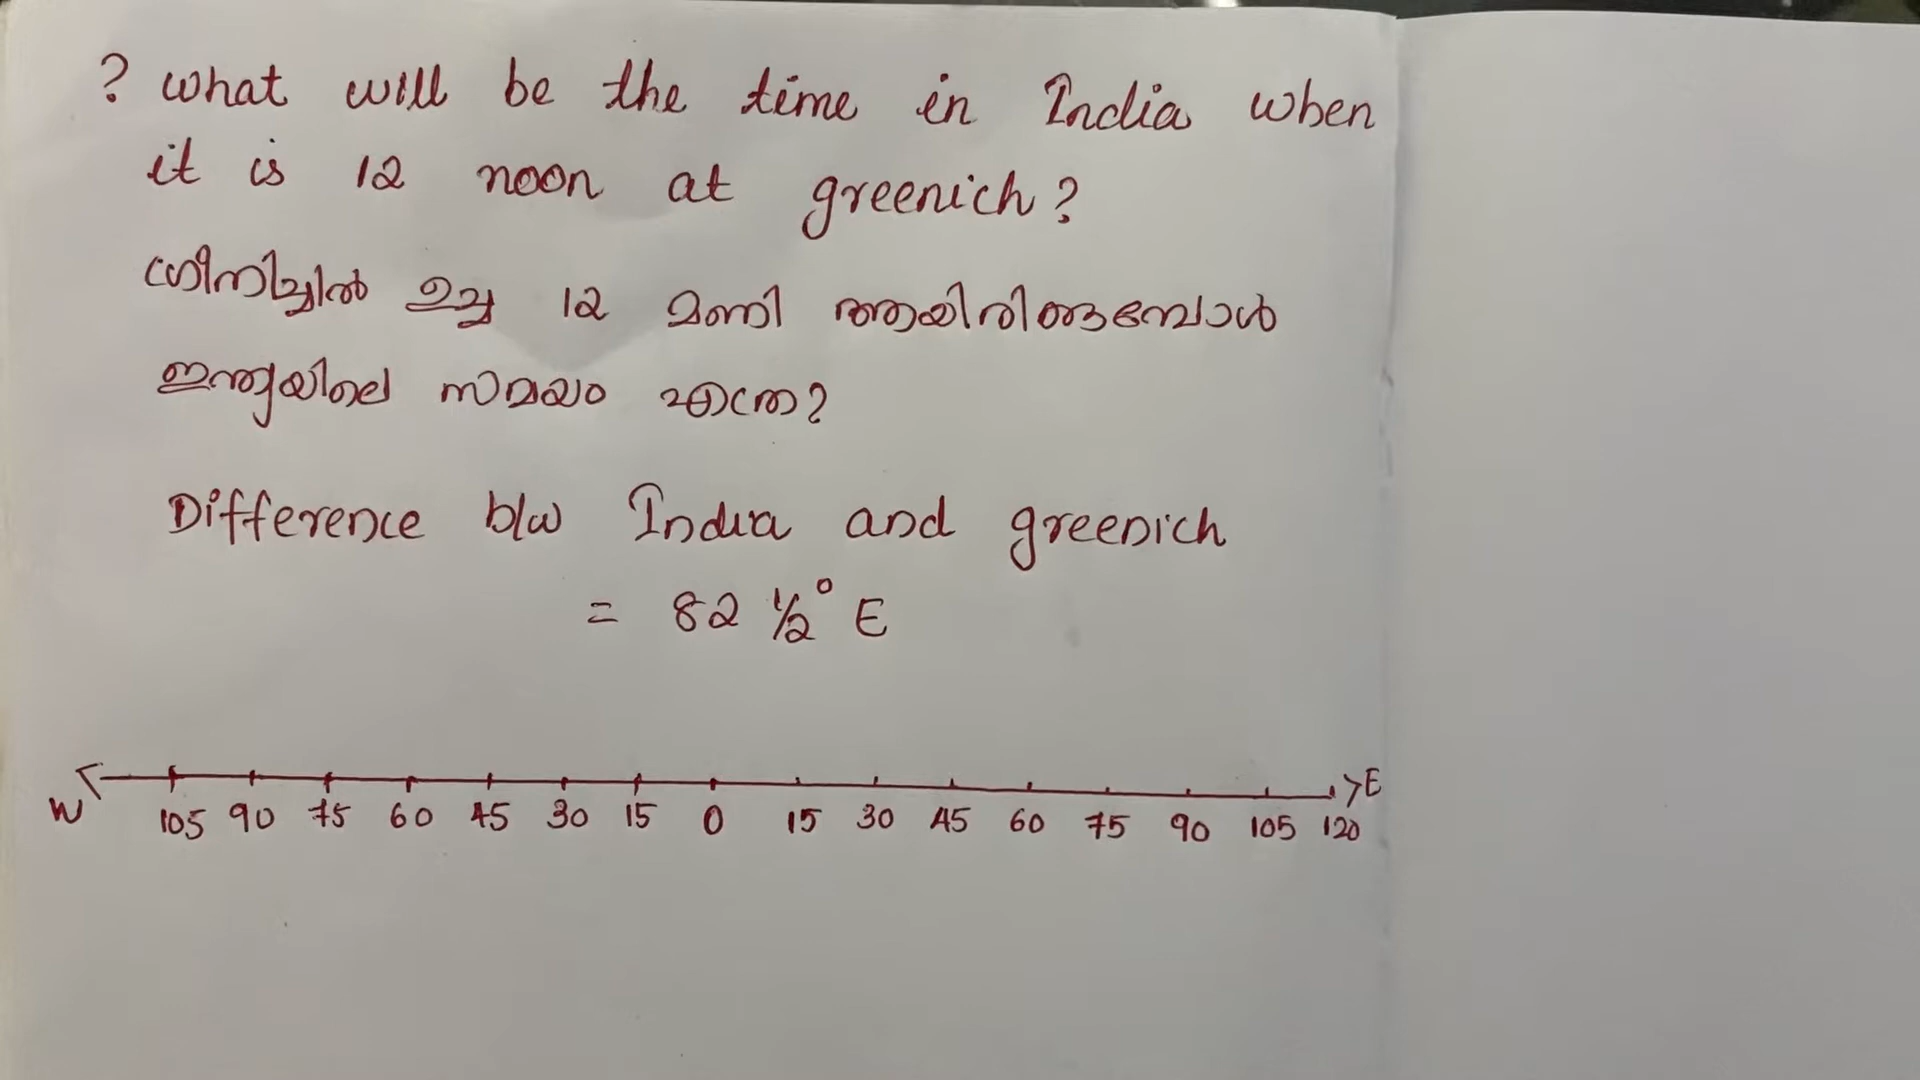 ? what will be the time in India when
it is 12 noon at greenich?
ഗ്രീനിച്ചിൽ ഉച്ച 12 മണി ആയിരിക്കുമ്പോൾ
ഇന്ത്യയിലെ സമയം എത്ര?
Difference b/w India and greenich
= 82 ½° E
W 105 90 75 60 45 30 15 0 15 30 45 60 75 90 105 120 E